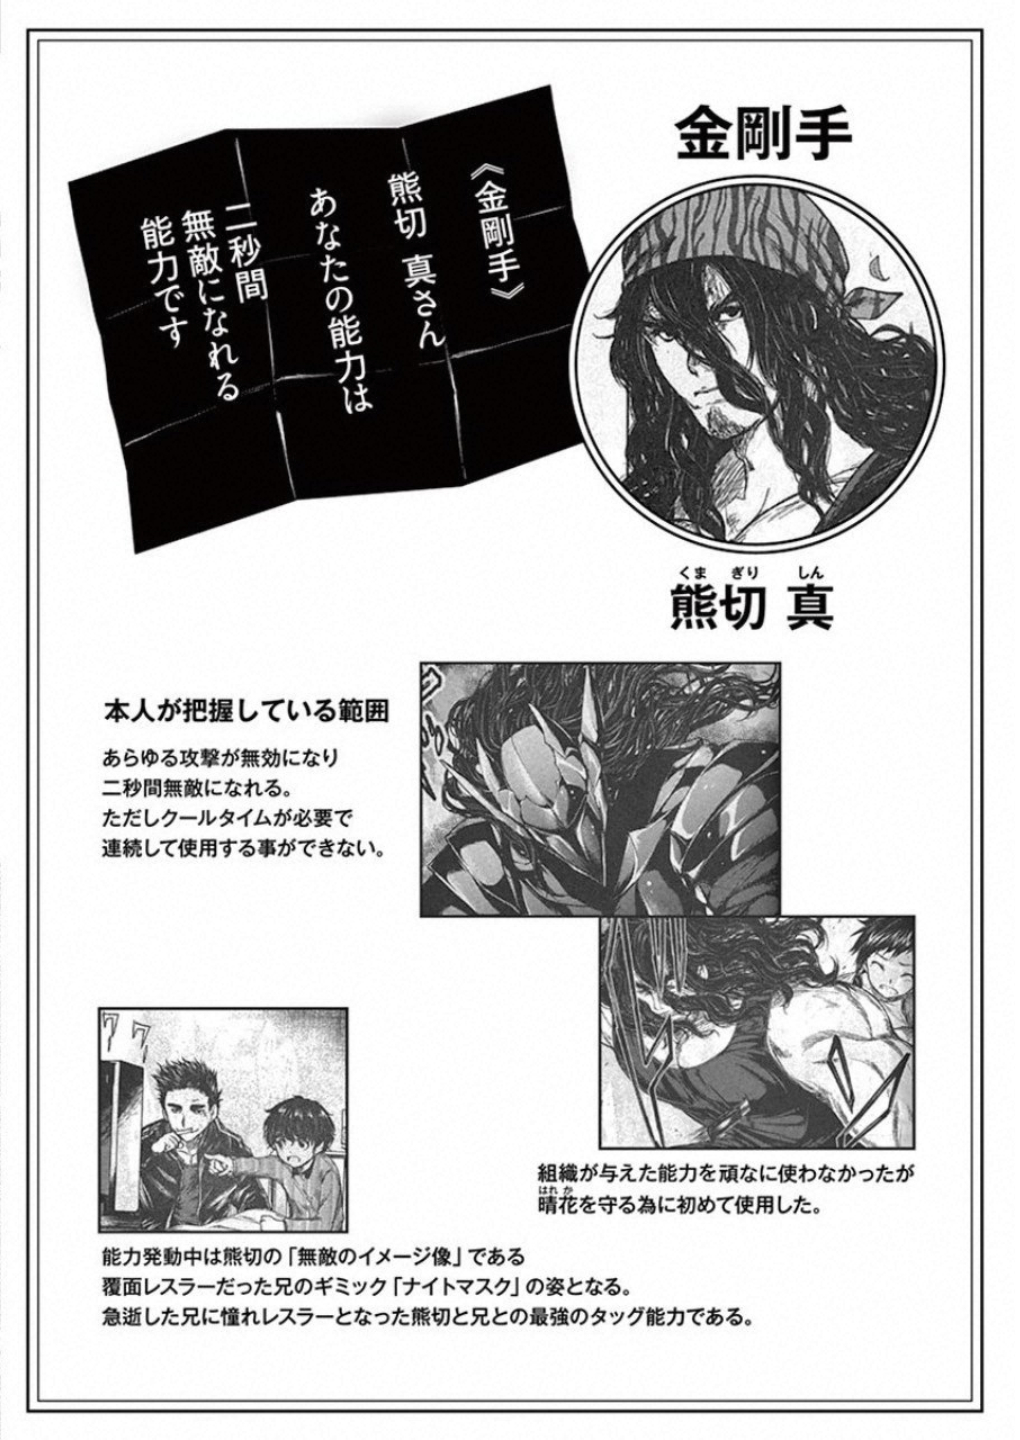 金剛手
《金剛手》
熊切 真さん
あなたの能力は
二秒間
無敵になれる
能力です
くま ぎり しん
熊切 真
本人が把握している範囲
あらゆる攻撃が無効になり
二秒間無敵になれる。
ただしクールタイムが必要で
連続して使用する事ができない。
組織が与えた能力を頑なに使わなかったが
はれ か
晴花を守る為に初めて使用した。
能力発動中は熊切の「無敵のイメージ像」である
覆面レスラーだった兄のギミック「ナイトマスク」の姿となる。
急逝した兄に憧れレスラーとなった熊切と兄との最強のタッグ能力である。